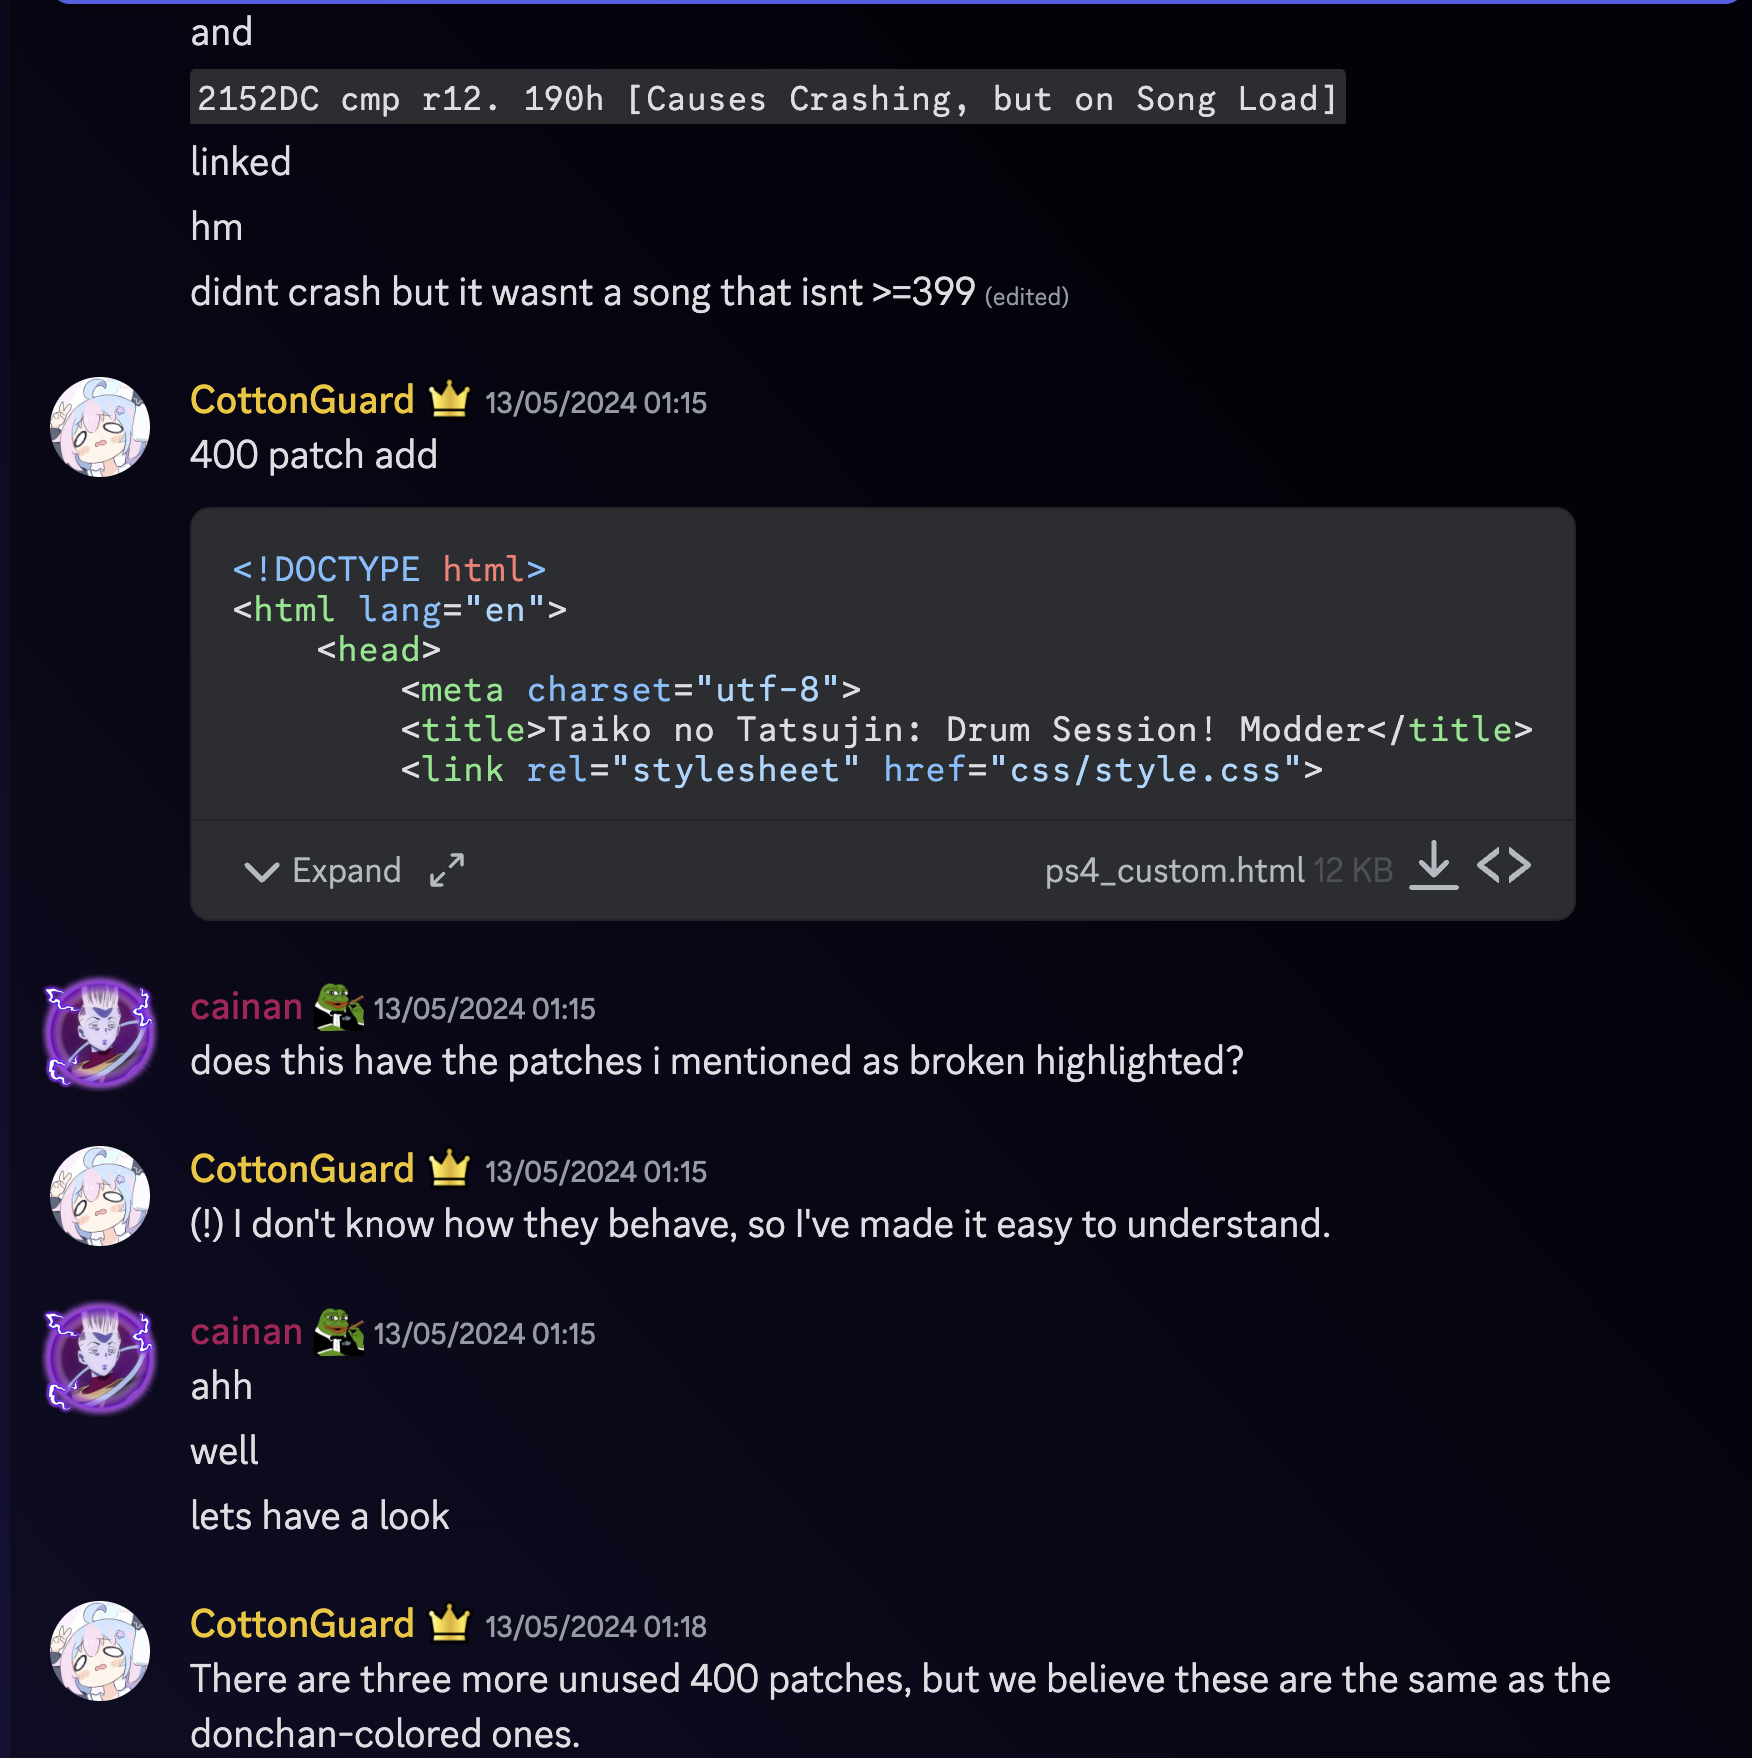 and
2152DC cmp r12. 190h [Causes Crashing, but on Song Load]
linked
hm
didnt crash but it wasnt a song that isnt >=399 (edited)
CottonGuard 13/05/2024 01:15
400 patch add
<!DOCTYPE html>
<html lang="en">
    <head>
        <meta charset="utf-8">
        <title>Taiko no Tatsujin: Drum Session! Modder</title>
        <link rel="stylesheet" href="css/style.css">
Expand ps4_custom.html 12 KB
cainan 13/05/2024 01:15
does this have the patches i mentioned as broken highlighted?
CottonGuard 13/05/2024 01:15
(!) I don't know how they behave, so I've made it easy to understand.
cainan 13/05/2024 01:15
ahh
well
lets have a look
CottonGuard 13/05/2024 01:18
There are three more unused 400 patches, but we believe these are the same as the
donchan-colored ones.